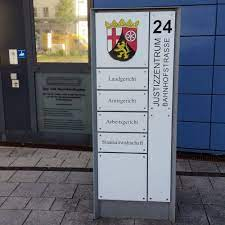 24
JUSTIZZENTRUM
BAHNHOFSTRASSE
Landgericht
Amtsgericht
Arbeitsgericht
Staatsanwaltschaft